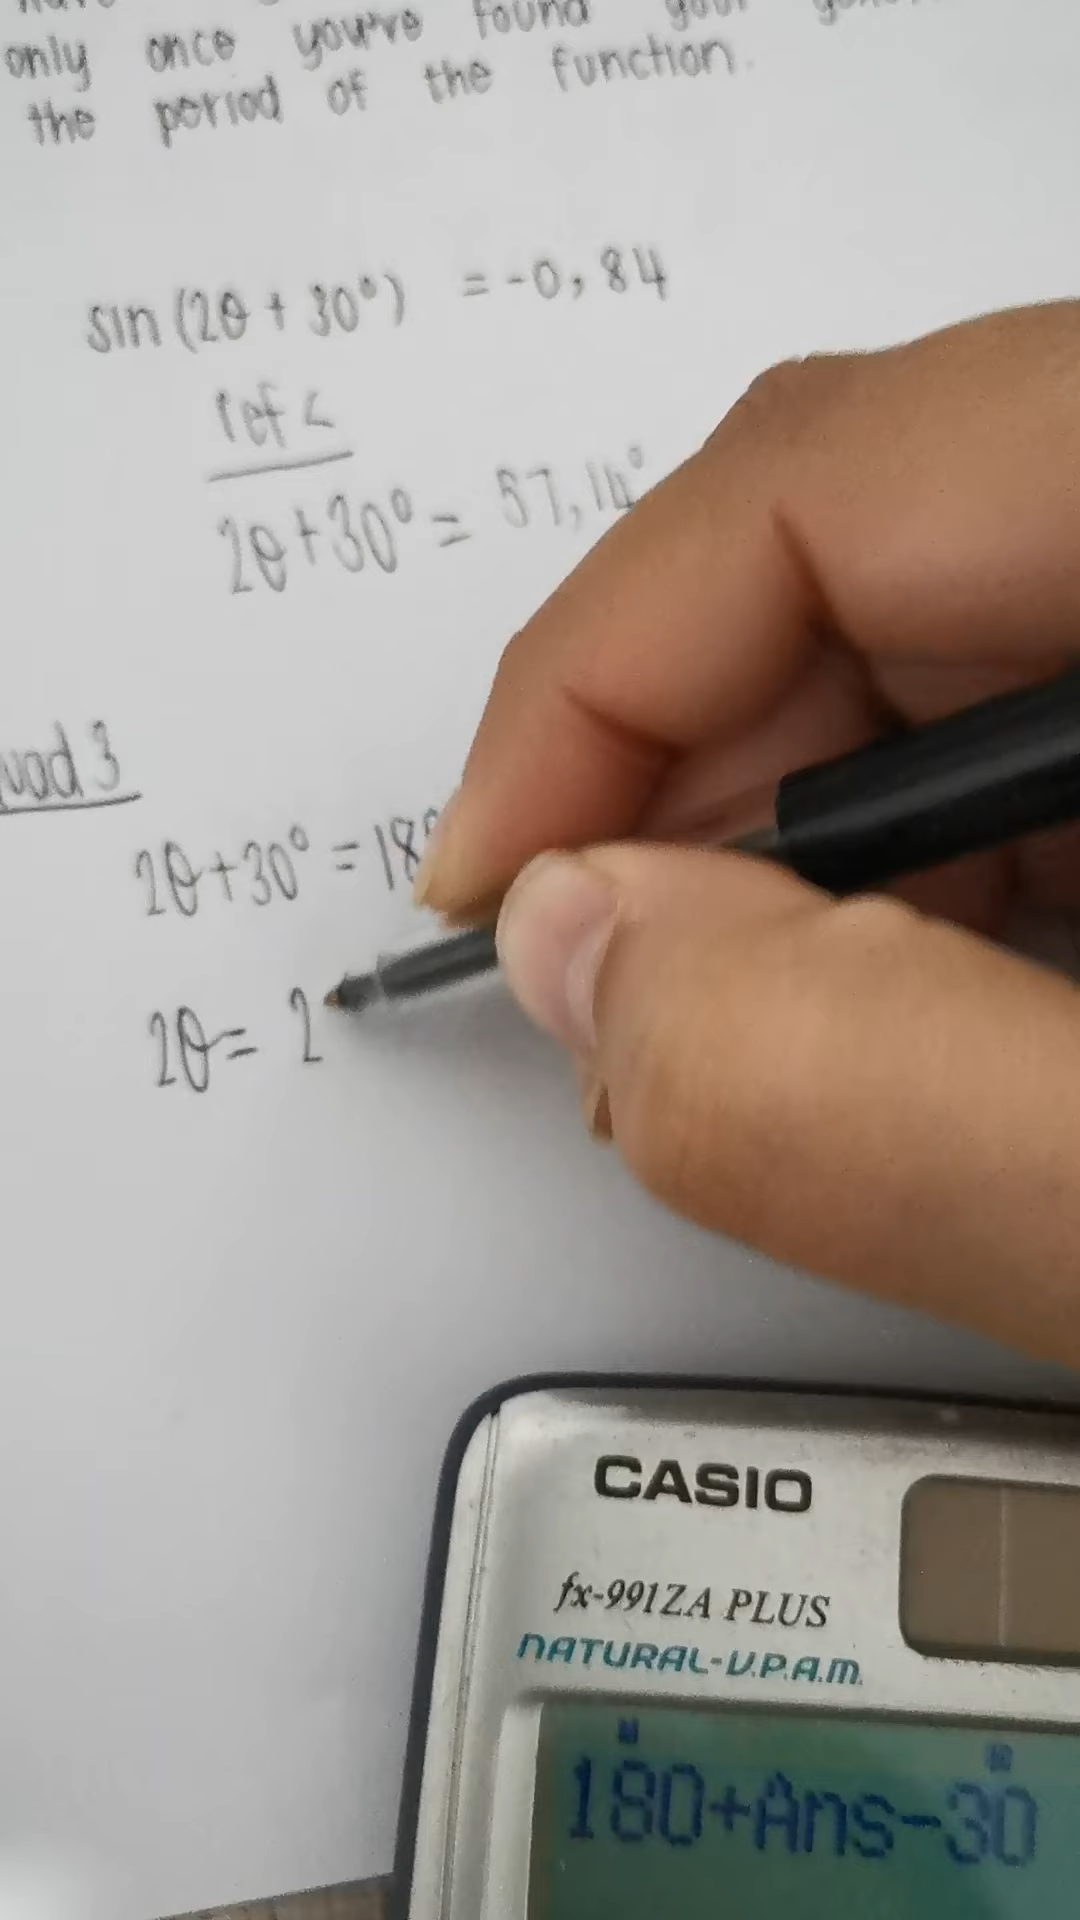 only once you've found your
the period of the function.
sin (2θ + 30°) = -0,84
ref <
2θ+30° = 57,14°
uad 3
2θ+30° = 18
2θ= 2
CASIO
fx-991ZA PLUS
NATURAL-V.P.A.M.
180+Ans-30